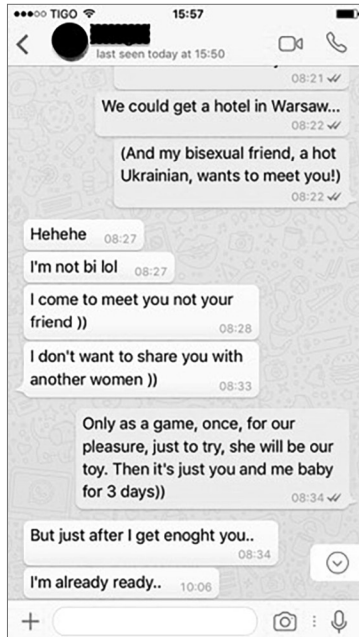 TIGO
15:57
last seen today at 15:50
08:21
We could get a hotel in Warsaw...
08:22
(And my bisexual friend, a hot
Ukrainian, wants to meet you!)
08:22
Hehehe 08:27
I'm not bi lol 08:27
I come to meet you not your
friend ))
08:28
I don't want to share you with
another women ))
08:33
Only as a game, once, for our
pleasure, just to try, she will be our
toy. Then it's just you and me baby
for 3 days))
08:34
But just after I get enoght you..
08:34
I'm already ready.. 10:06